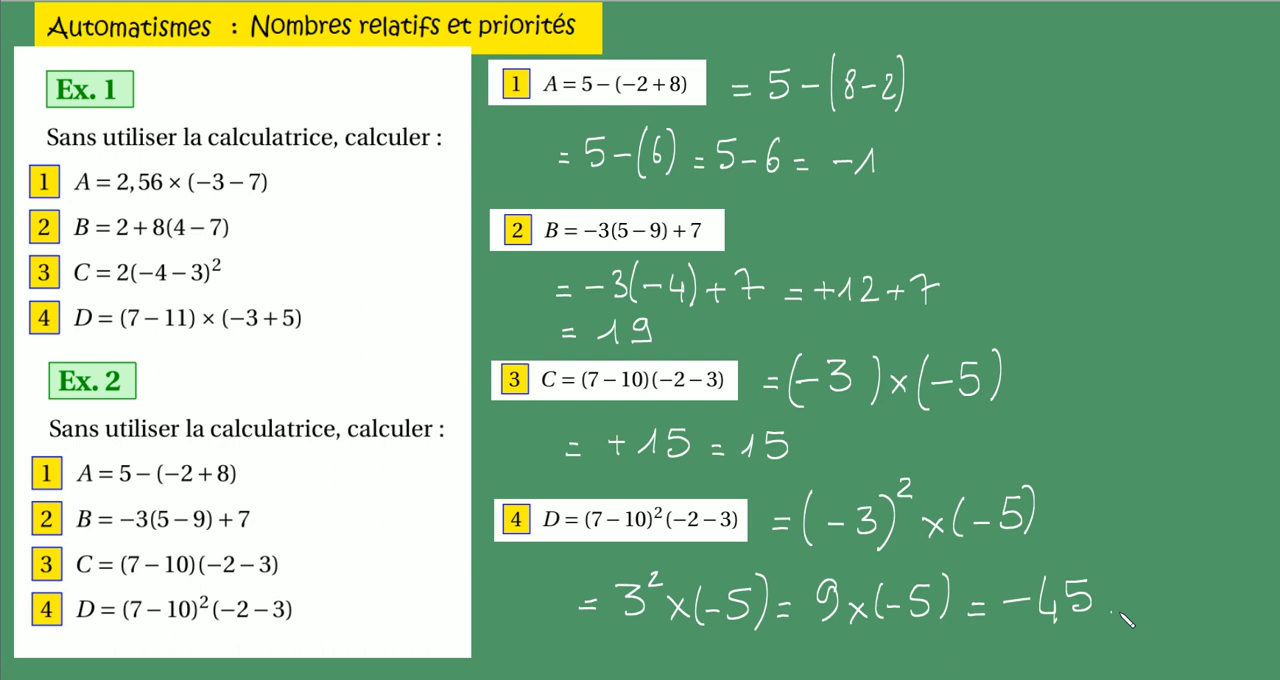 Automatismes : Nombres relatifs et priorités
Ex. 1
Sans utiliser la calculatrice, calculer :
1 A = 2,56 × (−3 − 7)
2 B = 2 + 8(4 − 7)
3 C = 2(−4 − 3)²
4 D = (7 − 11) × (−3 + 5)
Ex. 2
Sans utiliser la calculatrice, calculer :
1 A = 5 − (−2 + 8)
2 B = −3(5 − 9) + 7
3 C = (7 − 10)(−2 − 3)
4 D = (7 − 10)²(−2 − 3)
1 A = 5 − (−2 + 8) = 5 − (8 − 2)
= 5 − (6) = 5 − 6 = −1
2 B = −3(5 − 9) + 7
= −3(−4) + 7 = +12 + 7
= 19
3 C = (7 − 10)(−2 − 3) = (−3) × (−5)
= +15 = 15
4 D = (7 − 10)²(−2 − 3) = (−3)² × (−5)
= 3² × (−5) = 9 × (−5) = −45.